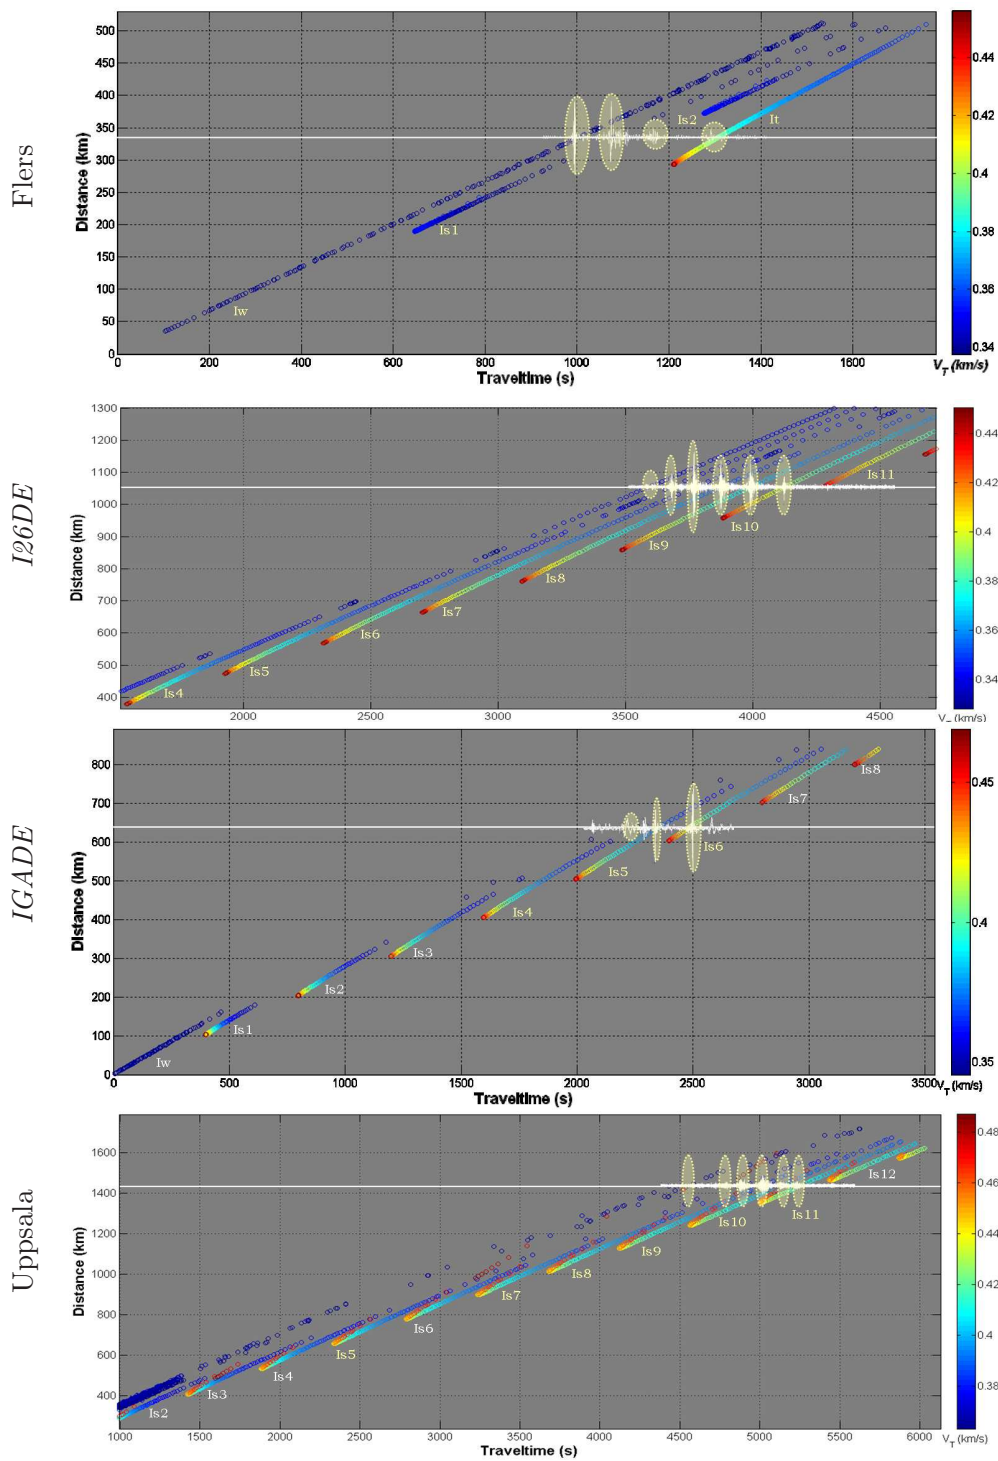 Flers
Distance (km)
500
450
400
350
300
250
200
150
100
50
0
0 200 400 600 800 1000 1200 1400 1600
Traveltime (s)
Iw
Is1
Is2
It
0.44
0.42
0.4
0.38
0.36
0.34
V_T (km/s)
I26DE
Distance (km)
1300
1200
1100
1000
900
800
700
600
500
400
2000 2500 3000 3500 4000 4500
Is4
Is5
Is6
Is7
Is8
Is9
Is10
Is11
0.44
0.42
0.4
0.38
0.36
0.34
(km/s)
IGADE
Distance (km)
800
700
600
500
400
300
200
100
0
0 500 1000 1500 2000 2500 3000 3500
Traveltime (s)
Iw
Is1
Is2
Is3
Is4
Is5
Is6
Is7
Is8
0.45
0.4
0.35
V_T (km/s)
Uppsala
Distance (km)
1600
1400
1200
1000
800
600
400
1000 1500 2000 2500 3000 3500 4000 4500 5000 5500 6000
Traveltime (s)
Is2
Is3
Is4
Is5
Is6
Is7
Is8
Is9
Is10
Is11
Is12
0.48
0.46
0.44
0.42
0.4
0.38
V_T (km/s)